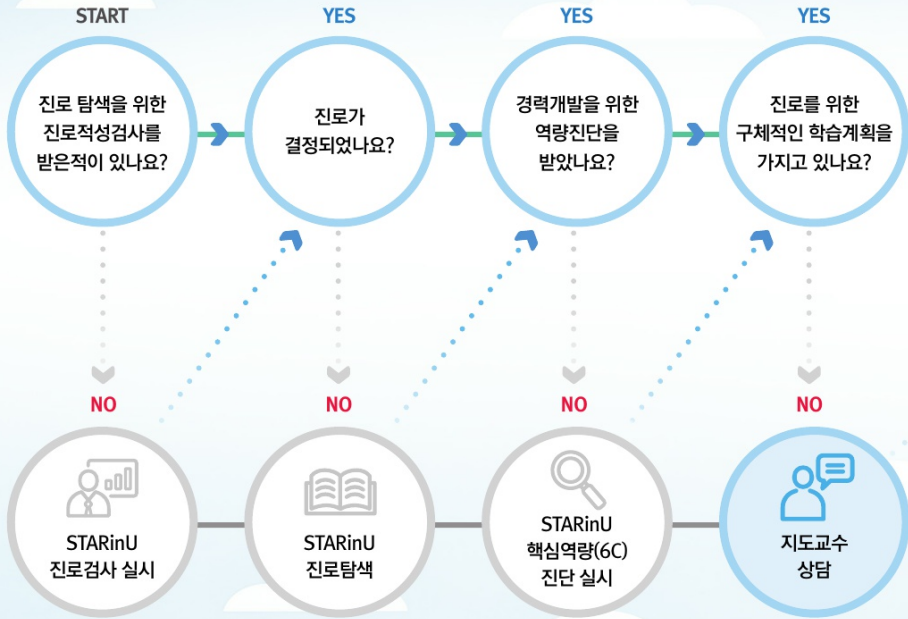 START
YES
YES
YES
진로 탐색을 위한
진로적성검사를
받은적이 있나요?
진로가
결정되었나요?
경력개발을 위한
역량진단을
받았나요?
진로를 위한
구체적인 학습계획을
가지고 있나요?
NO
NO
NO
NO
STARinU
진로검사 실시
STARinU
진로탐색
STARinU
핵심역량(6C)
진단 실시
지도교수
상담